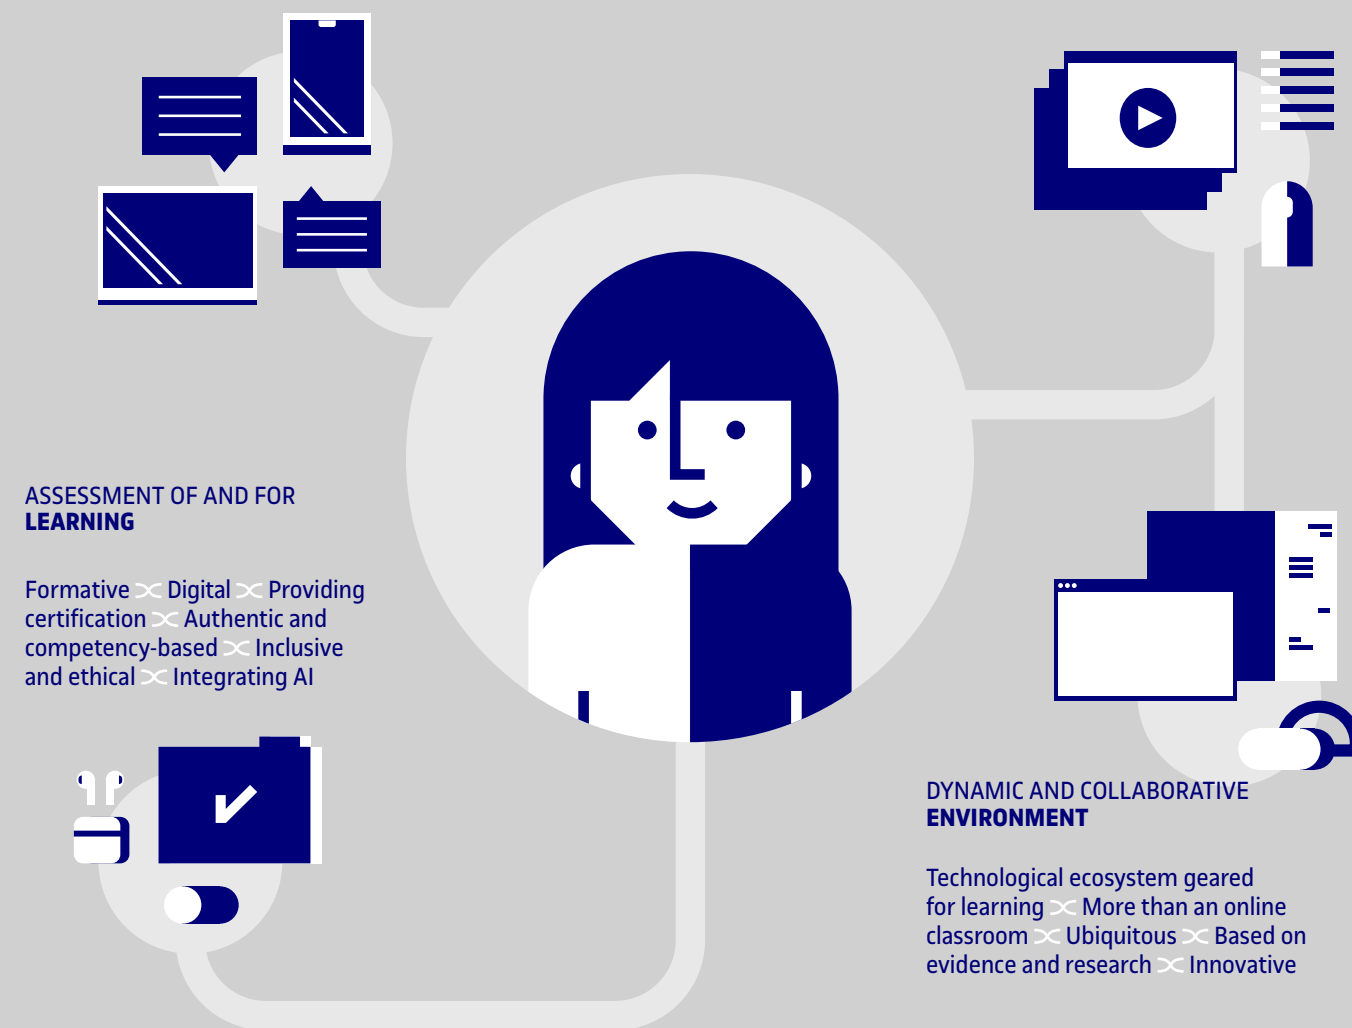 ASSESSMENT OF AND FOR
LEARNING
Formative Digital Providing
certification Authentic and
competency-based Inclusive
and ethical Integrating AI
DYNAMIC AND COLLABORATIVE
ENVIRONMENT
Technological ecosystem geared
for learning More than an online
classroom Ubiquitous Based on
evidence and research Innovative